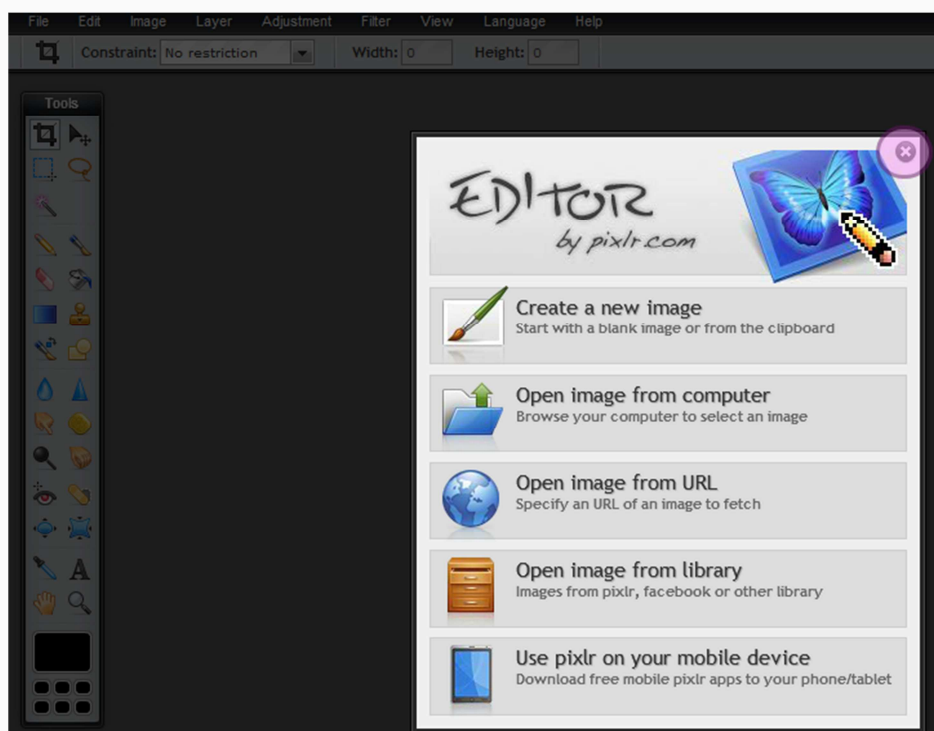 File Edit Image Layer Adjustment Filter View Language Help
Constraint: No restriction Width: 0 Height: 0
Tools
EDITOR
by pixlr.com
Create a new image
Start with a blank image or from the clipboard
Open image from computer
Browse your computer to select an image
Open image from URL
Specify an URL of an image to fetch
Open image from library
Images from pixlr, facebook or other library
Use pixlr on your mobile device
Download free mobile pixlr apps to your phone/tablet